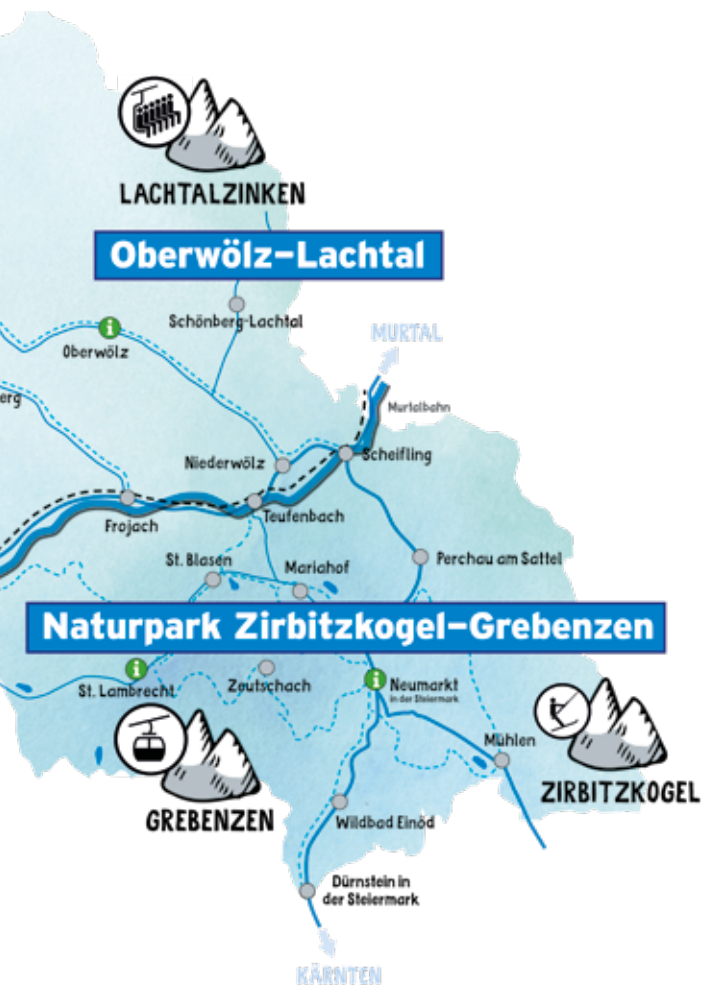 LACHTALZINKEN
Oberwölz–Lachtal
Schönberg-Lachtal
MURTAL
Oberwölz
erg
Murtalbahn
Niederwölz
Scheifling
Frojach
Teufenbach
St. Blasen
Mariahof
Perchau am Sattel
Naturpark Zirbitzkogel–Grebenzen
St. Lambrecht
Zeutschach
Neumarkt
in der Steiermark
Mühlen
ZIRBITZKOGEL
GREBENZEN
Wildbad Einöd
Dürnstein in
der Steiermark
KÄRNTEN